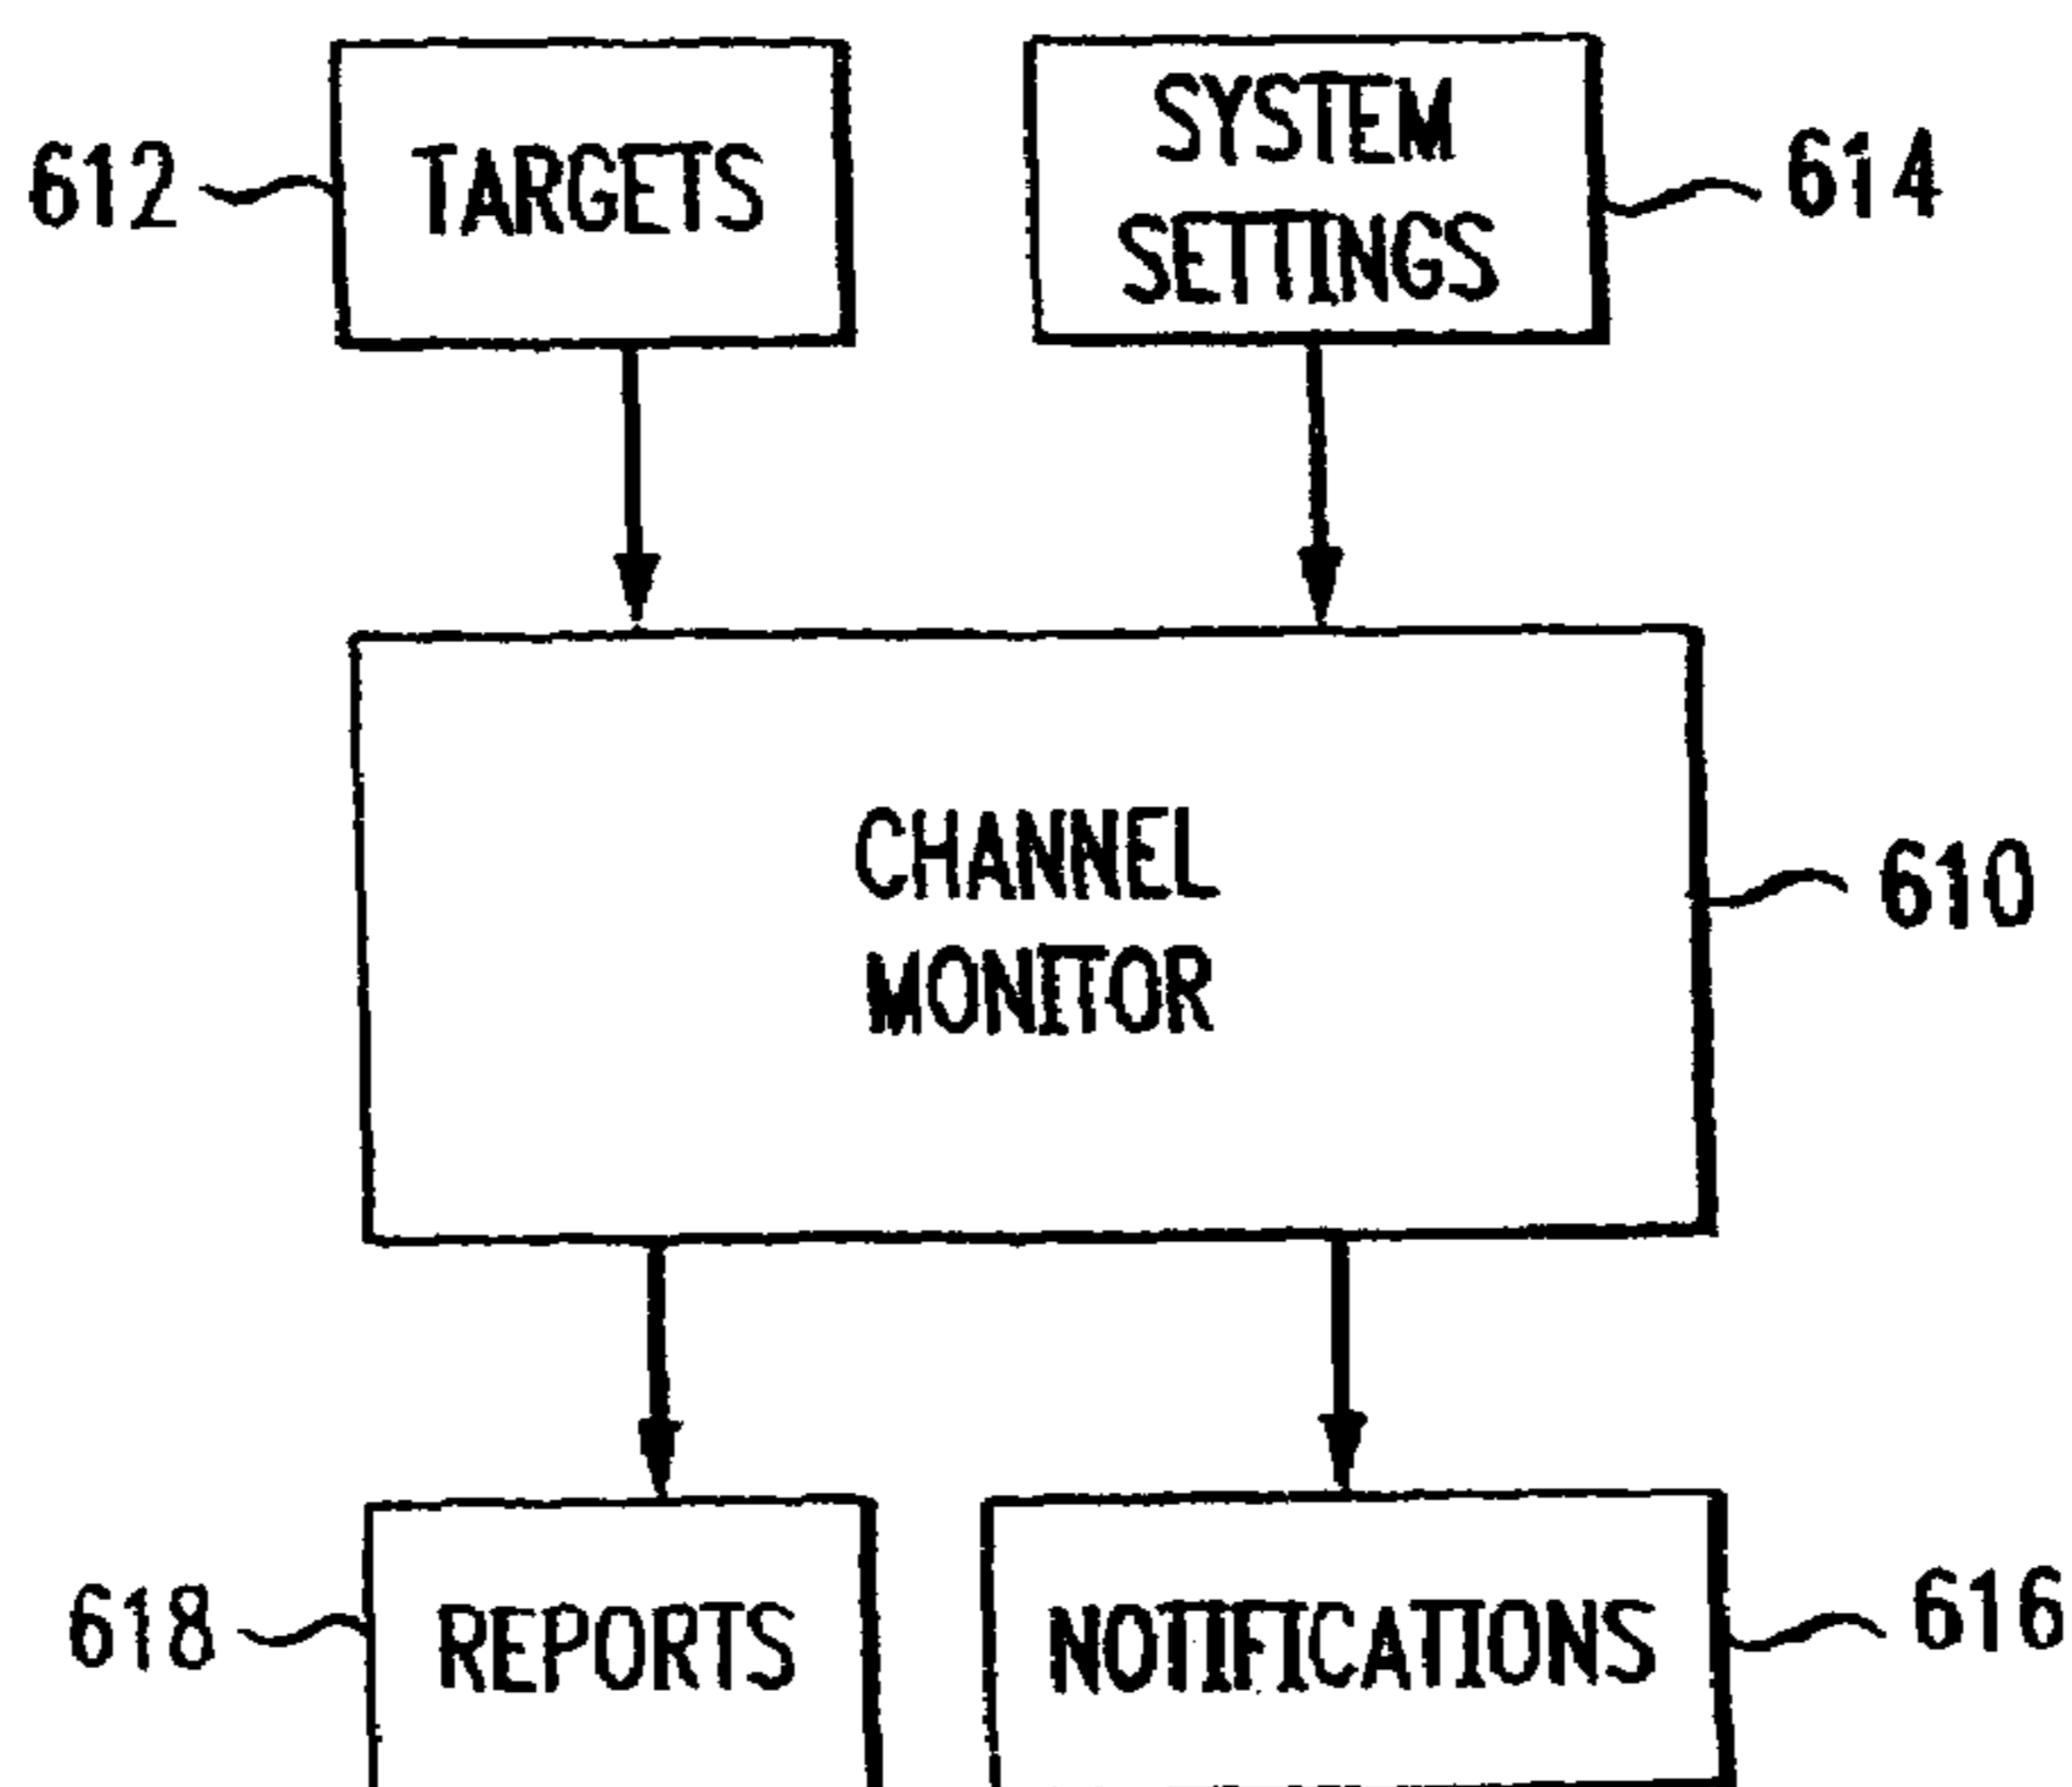 612
TARGETS
SYSTEM
SETTINGS
614
CHANNEL
MONITOR
610
618
REPORTS
NOTIFICATIONS
616